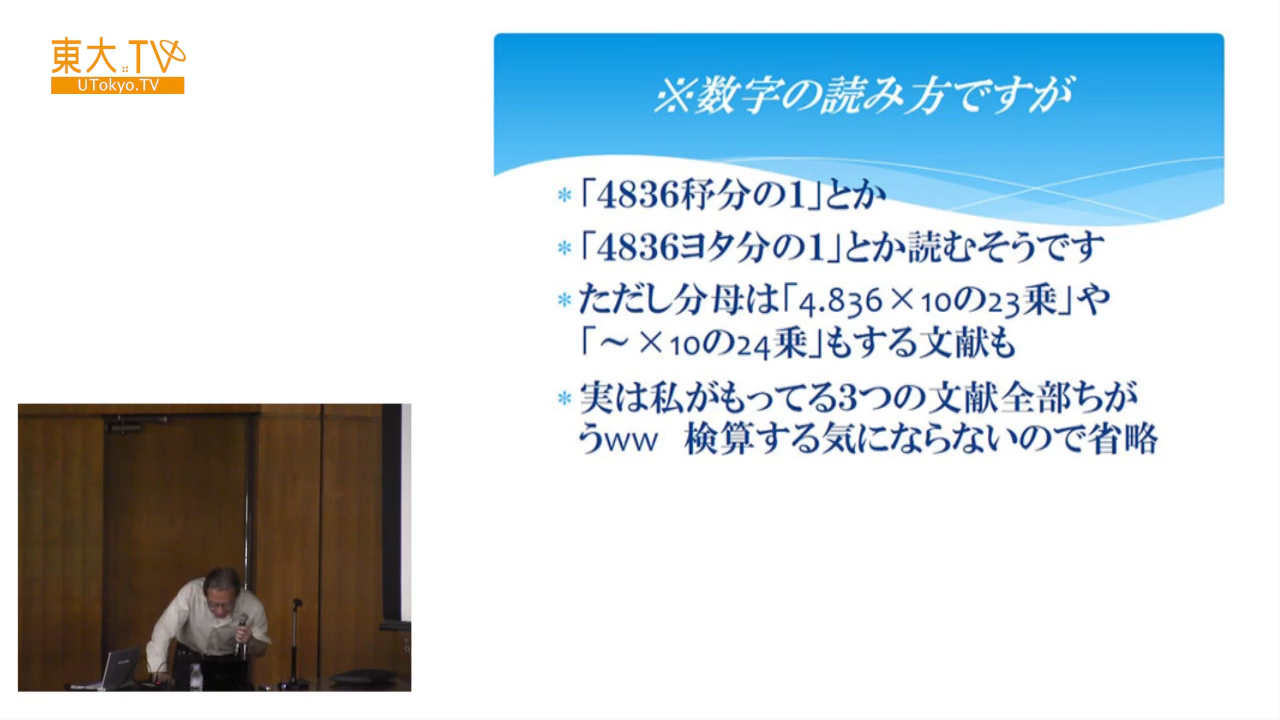 東大.TV
UTokyo.TV
※数字の読み方ですが
*「4836𥝱分の1」とか
*「4836ヨタ分の1」とか読むそうです
*ただし分母は「4.836×10の23乗」や
「～×10の24乗」もする文献も
*実は私がもってる3つの文献全部ちが
うww 検算する気にならないので省略